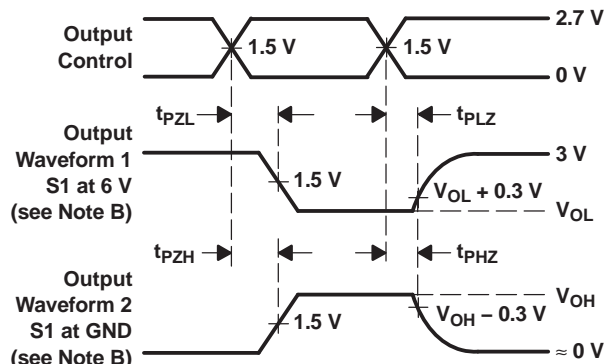 Output
Control
1.5 V
1.5 V
2.7 V
0 V
tPZL
tPLZ
Output
Waveform 1
S1 at 6 V
(see Note B)
1.5 V
3 V
VOL + 0.3 V
VOL
tPZH
tPHZ
Output
Waveform 2
S1 at GND
(see Note B)
1.5 V
VOH
VOH − 0.3 V
≈ 0 V